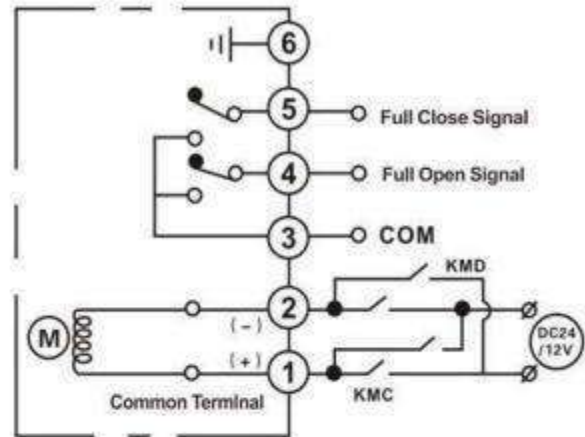 6
5
Full Close Signal
4
Full Open Signal
3
COM
KMD
2
(-)
M
DC24
/12V
(+)
1
Common Terminal
KMC